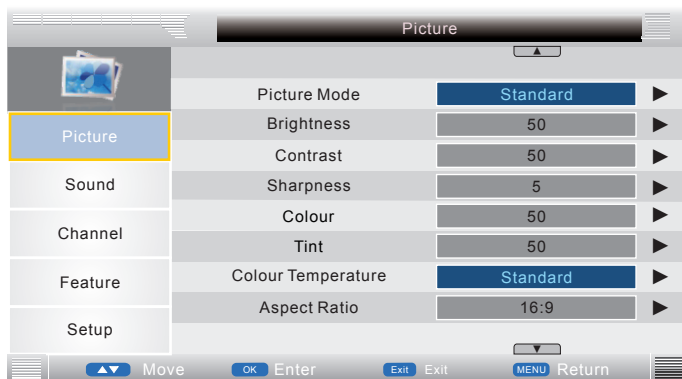 Picture
Picture
Sound
Channel
Feature
Setup
Picture Mode Standard
Brightness 50
Contrast 50
Sharpness 5
Colour 50
Tint 50
Colour Temperature Standard
Aspect Ratio 16:9
Move OK Enter Exit Exit MENU Return